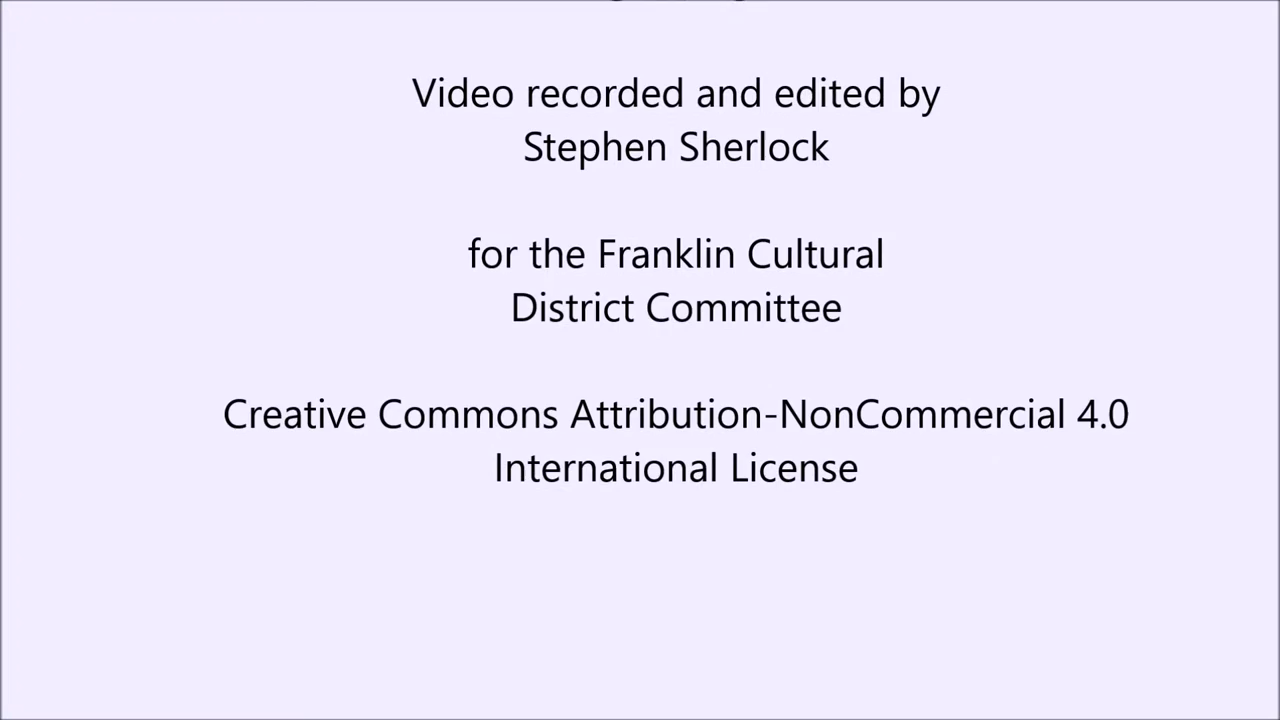 Video recorded and edited by
Stephen Sherlock
for the Franklin Cultural
District Committee
Creative Commons Attribution-NonCommercial 4.0
International License